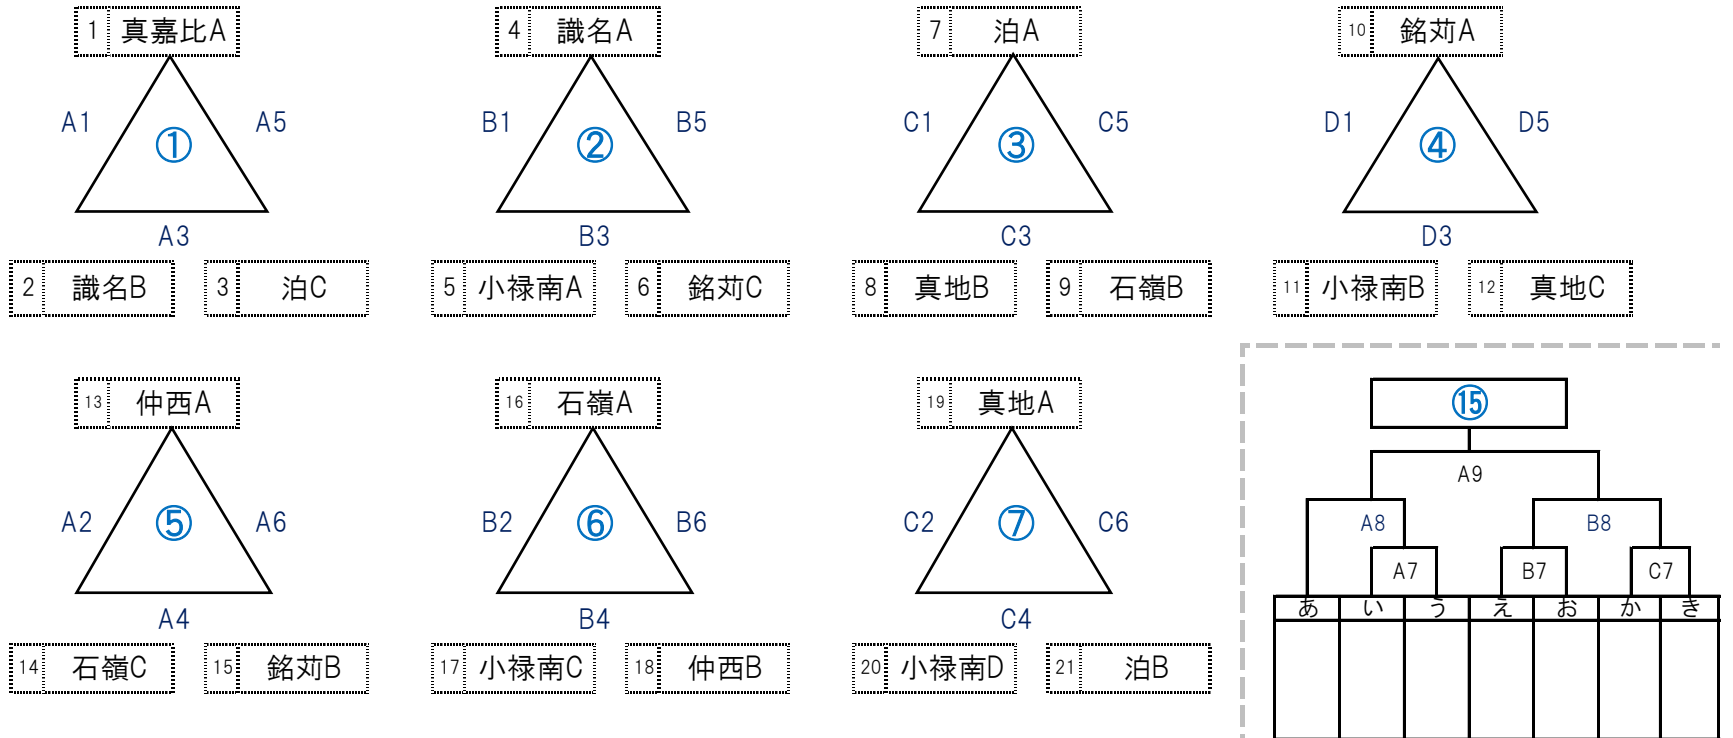 1 真嘉比A
4 識名A
7 泊A
10 銘苅A
A1 ① A5
B1 ② B5
C1 ③ C5
D1 ④ D5
A3
B3
C3
D3
2 識名B
3 泊C
5 小禄南A
6 銘苅C
8 真地B
9 石嶺B
11 小禄南B
12 真地C
13 仲西A
16 石嶺A
19 真地A
A2 ⑤ A6
B2 ⑥ B6
C2 ⑦ C6
A4
B4
C4
14 石嶺C
15 銘苅B
17 小禄南C
18 仲西B
20 小禄南D
21 泊B
⑮
A9
A8
B8
A7
B7
C7
あ い う え お か き